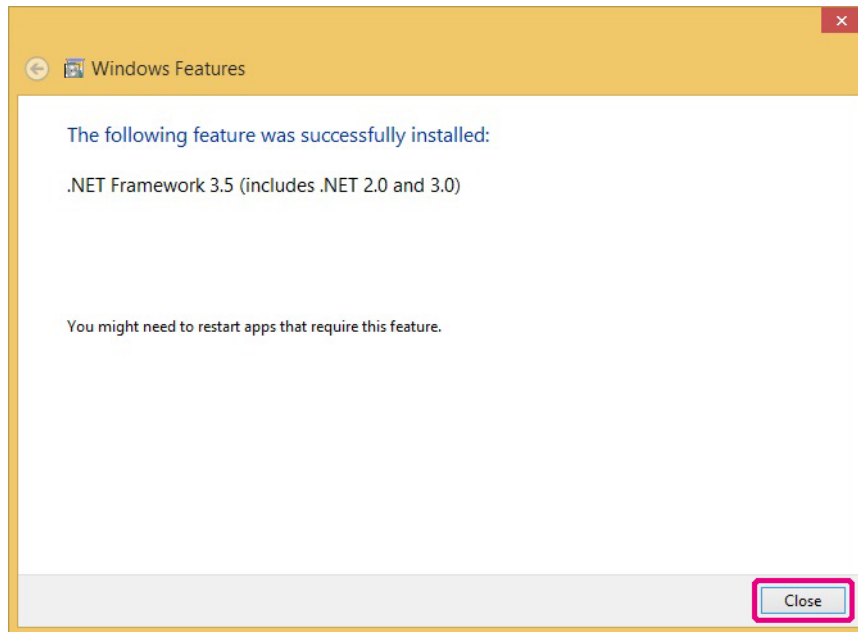 Windows Features
The following feature was successfully installed:
.NET Framework 3.5 (includes .NET 2.0 and 3.0)
You might need to restart apps that require this feature.
Close